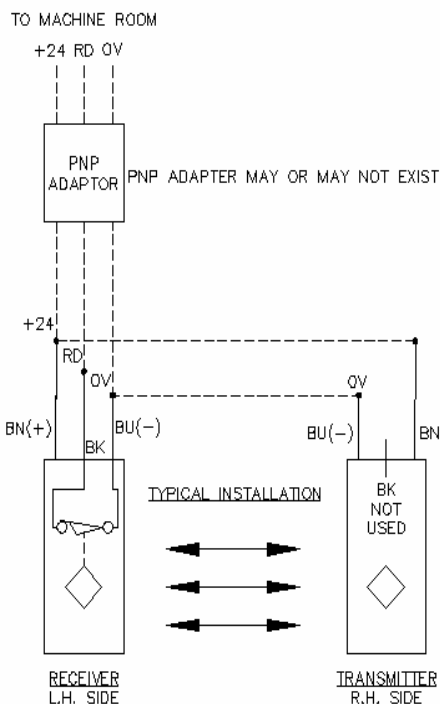 TO MACHINE ROOM
+24 RD 0V
PNP
ADAPTOR
PNP ADAPTER MAY OR MAY NOT EXIST
+24
RD
0V
0V
BN(+)
BK
BU(-)
BU(-)
BN
TYPICAL INSTALLATION
BK
NOT
USED
RECEIVER
L.H. SIDE
TRANSMITTER
R.H. SIDE